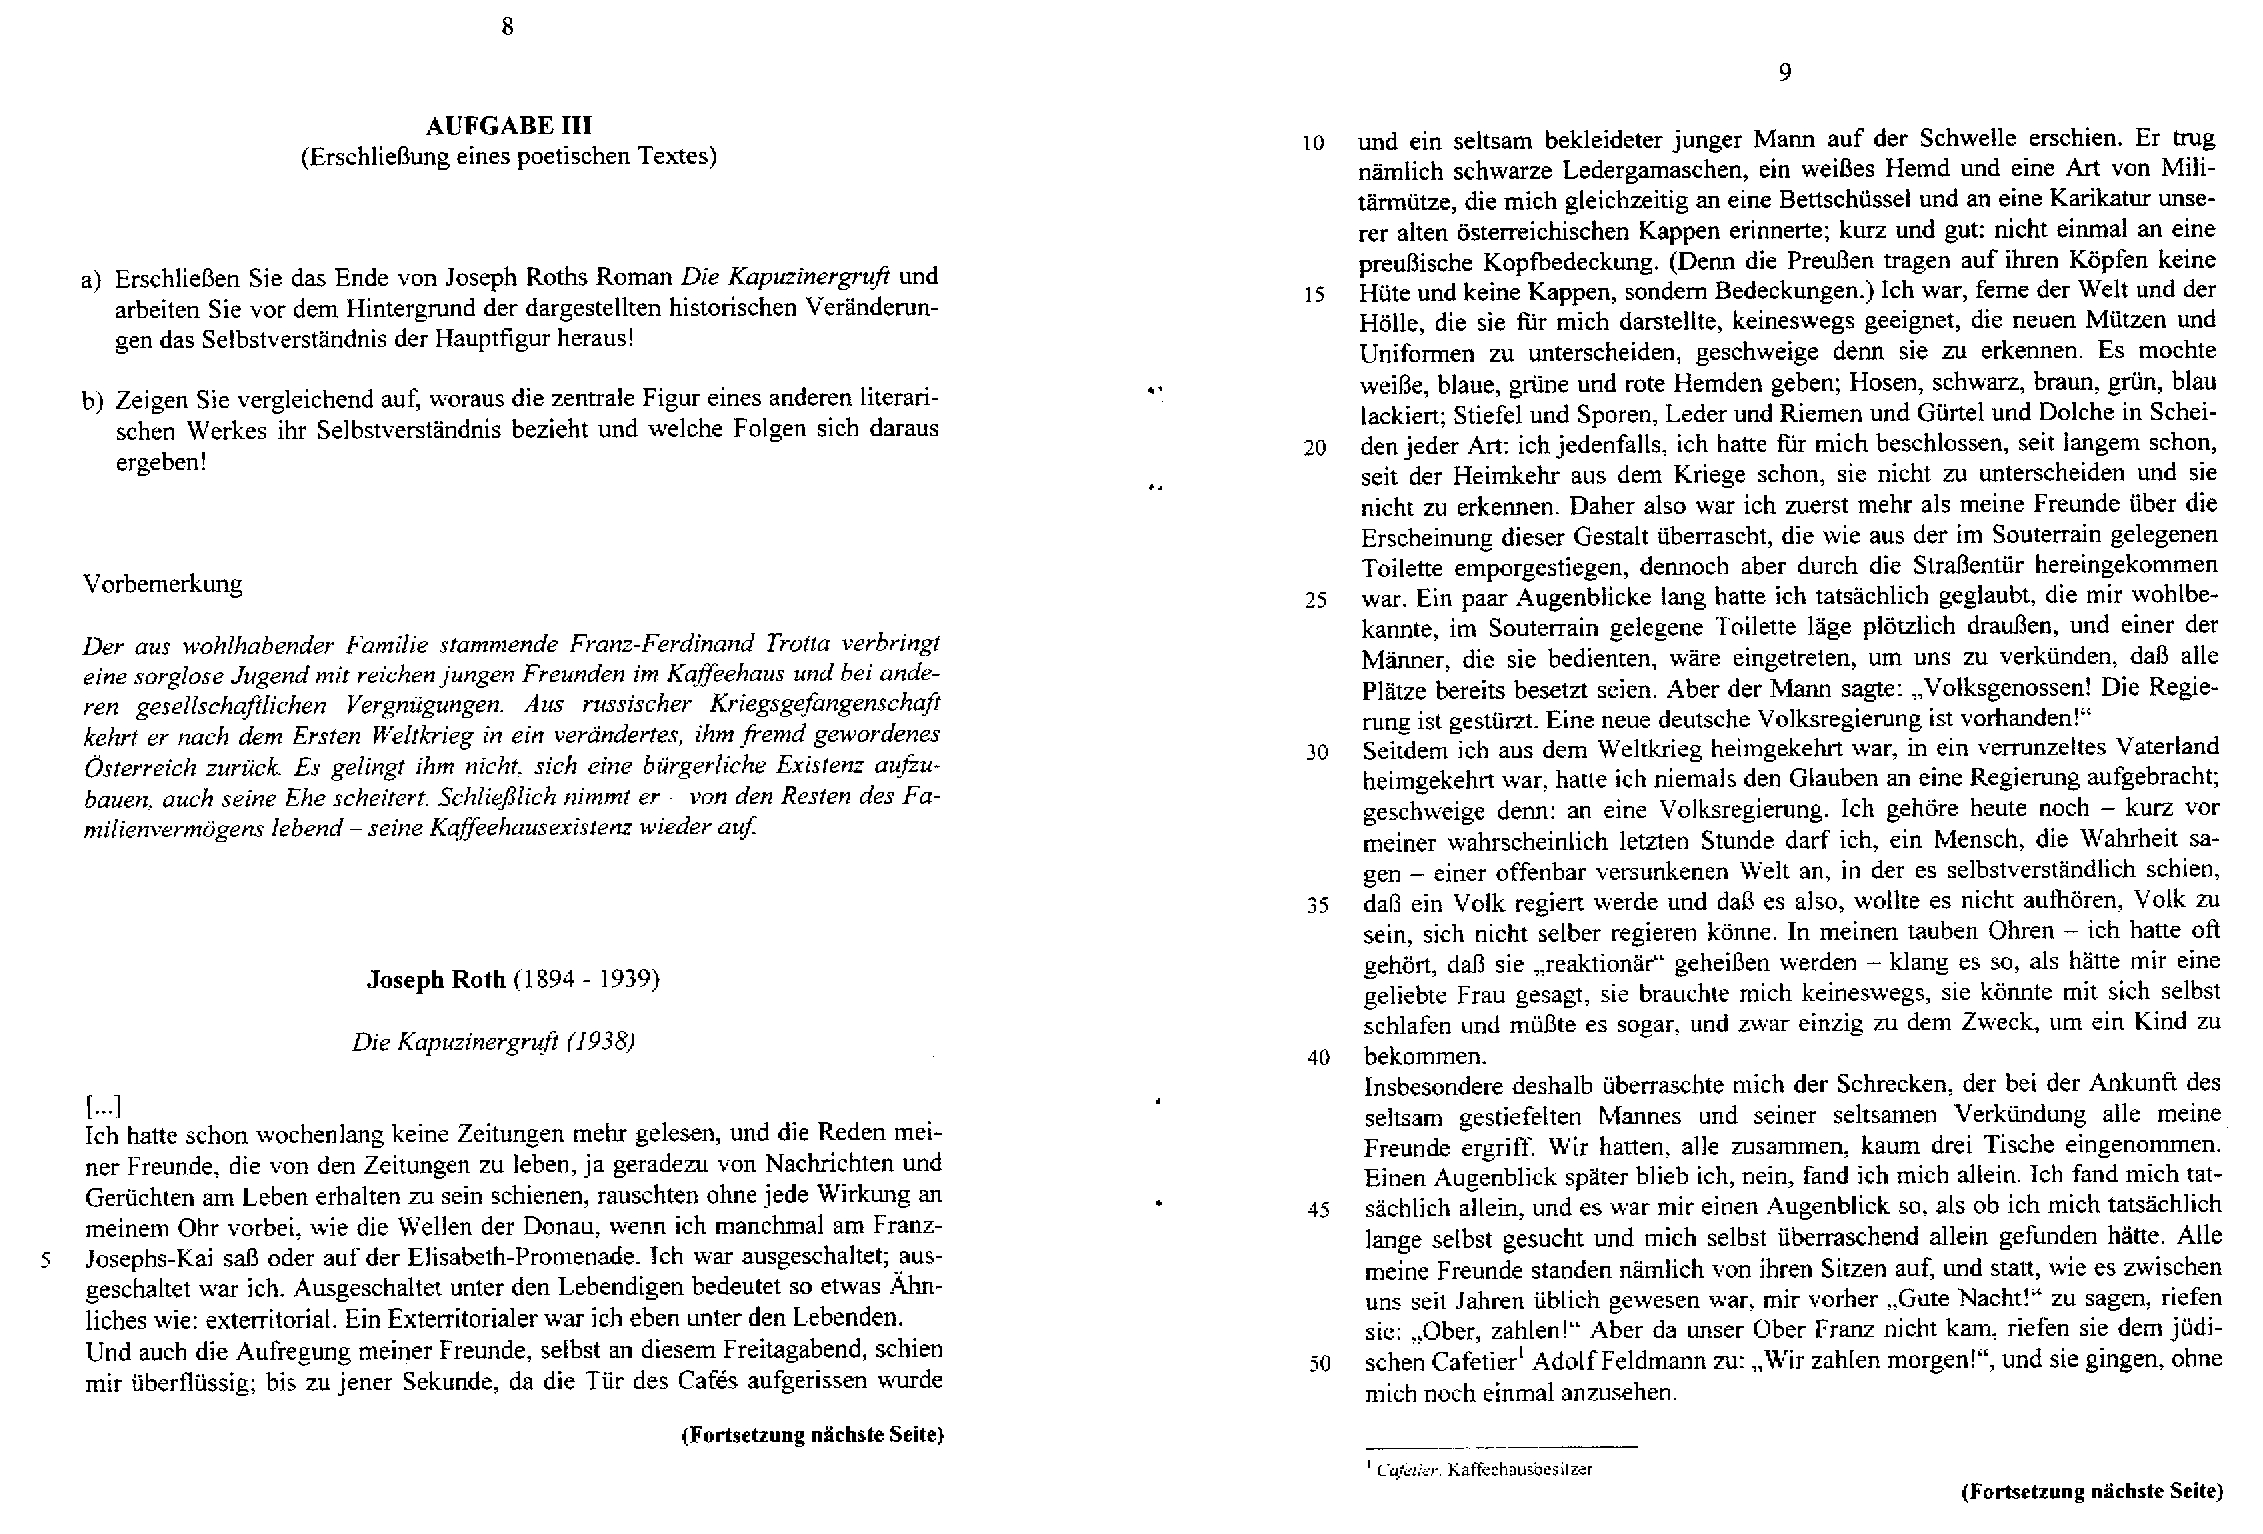 8
AUFGABE III
(Erschließung eines poetischen Textes)
a) Erschließen Sie das Ende von Joseph Roths Roman Die Kapuzinergruft und
arbeiten Sie vor dem Hintergrund der dargestellten historischen Veränderun-
gen das Selbstverständnis der Hauptfigur heraus!
b) Zeigen Sie vergleichend auf, woraus die zentrale Figur eines anderen literari-
schen Werkes ihr Selbstverständnis bezieht und welche Folgen sich daraus
ergeben!
Vorbemerkung
Der aus wohlhabender Familie stammende Franz-Ferdinand Trotta verbringt
eine sorglose Jugend mit reichen jungen Freunden im Kaffeehaus und bei ande-
ren gesellschaftlichen Vergnügungen. Aus russischer Kriegsgefangenschaft
kehrt er nach dem Ersten Weltkrieg in ein verändertes, ihm fremd gewordenes
Österreich zurück. Es gelingt ihm nicht, sich eine bürgerliche Existenz aufzu-
bauen, auch seine Ehe scheitert. Schließlich nimmt er - von den Resten des Fa-
milienvermögens lebend – seine Kaffeehausexistenz wieder auf.
Joseph Roth (1894 - 1939)
Die Kapuzinergruft (1938)
[...]
Ich hatte schon wochenlang keine Zeitungen mehr gelesen, und die Reden mei-
ner Freunde, die von den Zeitungen zu leben, ja geradezu von Nachrichten und
Gerüchten am Leben erhalten zu sein schienen, rauschten ohne jede Wirkung an
meinem Ohr vorbei, wie die Wellen der Donau, wenn ich manchmal am Franz-
5 Josephs-Kai saß oder auf der Elisabeth-Promenade. Ich war ausgeschaltet; aus-
geschaltet war ich. Ausgeschaltet unter den Lebendigen bedeutet so etwas Ähn-
liches wie: exterritorial. Ein Exterritorialer war ich eben unter den Lebenden.
Und auch die Aufregung meiner Freunde, selbst an diesem Freitagabend, schien
mir überflüssig; bis zu jener Sekunde, da die Tür des Cafés aufgerissen wurde
(Fortsetzung nächste Seite)
9
10 und ein seltsam bekleideter junger Mann auf der Schwelle erschien. Er trug
nämlich schwarze Ledergamaschen, ein weißes Hemd und eine Art von Mili-
tärmütze, die mich gleichzeitig an eine Bettschüssel und an eine Karikatur unse-
rer alten österreichischen Kappen erinnerte; kurz und gut: nicht einmal an eine
preußische Kopfbedeckung. (Denn die Preußen tragen auf ihren Köpfen keine
15 Hüte und keine Kappen, sondern Bedeckungen.) Ich war, ferne der Welt und der
Hölle, die sie für mich darstellte, keineswegs geeignet, die neuen Mützen und
Uniformen zu unterscheiden, geschweige denn sie zu erkennen. Es mochte
weiße, blaue, grüne und rote Hemden geben; Hosen, schwarz, braun, grün, blau
lackiert; Stiefel und Sporen, Leder und Riemen und Gürtel und Dolche in Schei-
20 den jeder Art: ich jedenfalls, ich hatte für mich beschlossen, seit langem schon,
seit der Heimkehr aus dem Kriege schon, sie nicht zu unterscheiden und sie
nicht zu erkennen. Daher also war ich zuerst mehr als meine Freunde über die
Erscheinung dieser Gestalt überrascht, die wie aus der im Souterrain gelegenen
Toilette emporgestiegen, dennoch aber durch die Straßentür hereingekommen
25 war. Ein paar Augenblicke lang hatte ich tatsächlich geglaubt, die mir wohlbe-
kannte, im Souterrain gelegene Toilette läge plötzlich draußen, und einer der
Männer, die sie bedienten, wäre eingetreten, um uns zu verkünden, daß alle
Plätze bereits besetzt seien. Aber der Mann sagte: „Volksgenossen! Die Regie-
rung ist gestürzt. Eine neue deutsche Volksregierung ist vorhanden!“
30 Seitdem ich aus dem Weltkrieg heimgekehrt war, in ein verrunzeltes Vaterland
heimgekehrt war, hatte ich niemals den Glauben an eine Regierung aufgebracht;
geschweige denn: an eine Volksregierung. Ich gehöre heute noch – kurz vor
meiner wahrscheinlich letzten Stunde darf ich, ein Mensch, die Wahrheit sa-
gen – einer offenbar versunkenen Welt an, in der es selbstverständlich schien,
35 daß ein Volk regiert werde und daß es also, wollte es nicht aufhören, Volk zu
sein, sich nicht selber regieren könne. In meinen tauben Ohren – ich hatte oft
gehört, daß sie „reaktionär“ geheißen werden – klang es so, als hätte mir eine
geliebte Frau gesagt, sie brauchte mich keineswegs, sie könnte mit sich selbst
schlafen und müßte es sogar, und zwar einzig zu dem Zweck, um ein Kind zu
40 bekommen.
Insbesondere deshalb überraschte mich der Schrecken, der bei der Ankunft des
seltsam gestiefelten Mannes und seiner seltsamen Verkündung alle meine
Freunde ergriff. Wir hatten, alle zusammen, kaum drei Tische eingenommen.
Einen Augenblick später blieb ich, nein, fand ich mich allein. Ich fand mich tat-
45 sächlich allein, und es war mir einen Augenblick so, als ob ich mich tatsächlich
lange selbst gesucht und mich selbst überraschend allein gefunden hätte. Alle
meine Freunde standen nämlich von ihren Sitzen auf, und statt, wie es zwischen
uns seit Jahren üblich gewesen war, mir vorher „Gute Nacht!“ zu sagen, riefen
sie: „Ober, zahlen!“ Aber da unser Ober Franz nicht kam, riefen sie dem jüdi-
50 schen Cafetier¹ Adolf Feldmann zu: „Wir zahlen morgen!“, und sie gingen, ohne
mich noch einmal anzusehen.
¹ Cafetier: Kaffeehausbesitzer
(Fortsetzung nächste Seite)